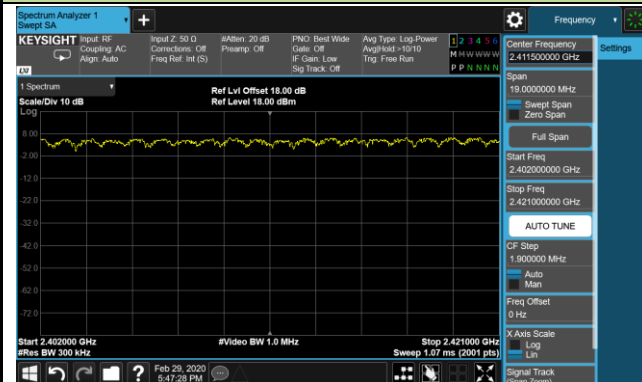 Spectrum Analyzer 1
Swept SA
Frequency
KEYSIGHT
Input: RF
Coupling: AC
Align: Auto
Input Z: 50 Ω
Corrections: Off
Freq Ref: Int (S)
#Atten: 20 dB
Preamp: Off
PNO: Best Wide
Gate: Off
IF Gain: Low
Sig Track: Off
Avg Type: Log-Power
Avg|Hold:>10/10
Trig: Free Run
1 2 3 4 5 6
M W W W W W
P P N N N N
LXI
1 Spectrum
Scale/Div 10 dB
Ref Lvl Offset 18.00 dB
Ref Level 18.00 dBm
Log
8.00
-2.00
-12.0
-22.0
-32.0
-42.0
-52.0
-62.0
-72.0
Start 2.402000 GHz
#Res BW 300 kHz
#Video BW 1.0 MHz
Stop 2.421000 GHz
Sweep 1.07 ms (2001 pts)
Feb 29, 2020
5:47:28 PM
Center Frequency
2.411500000 GHz
Span
19.0000000 MHz
Swept Span
Zero Span
Full Span
Start Freq
2.402000000 GHz
Stop Freq
2.421000000 GHz
AUTO TUNE
CF Step
1.900000 MHz
Auto
Man
Freq Offset
0 Hz
X Axis Scale
Log
Lin
Signal Track
(Span Zoom)
Settings